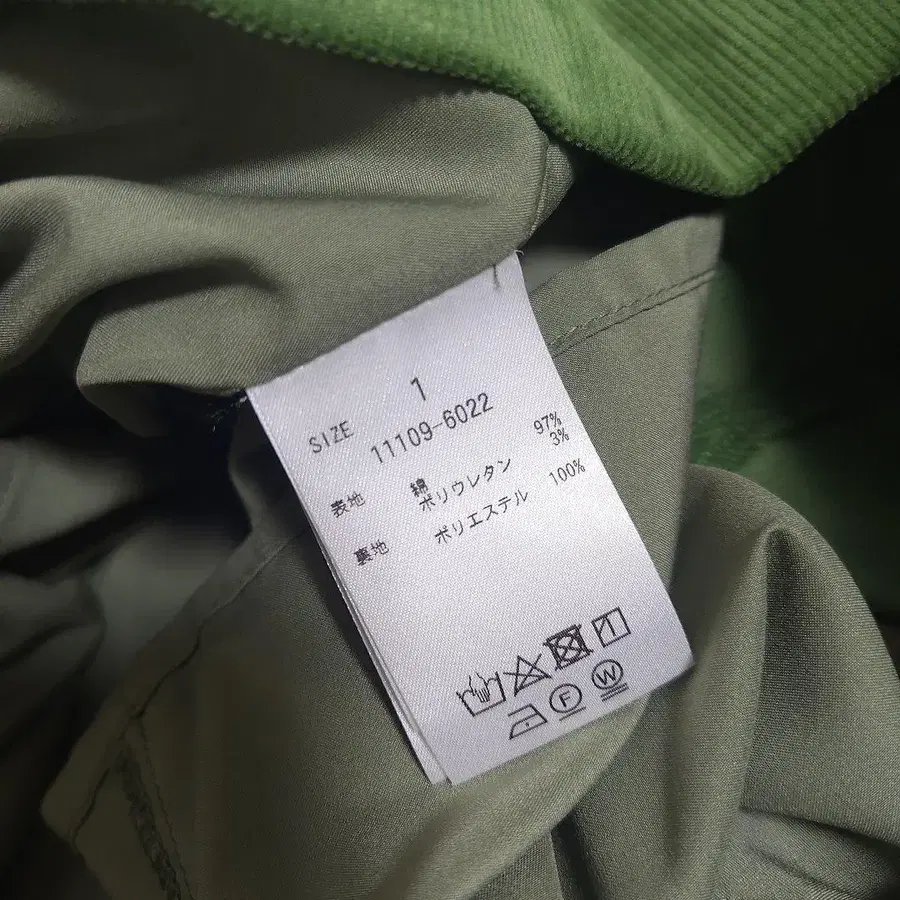 SIZE 1
11109-6022
表地 綿 97%
ポリウレタン 3%
裏地 ポリエステル 100%
F W